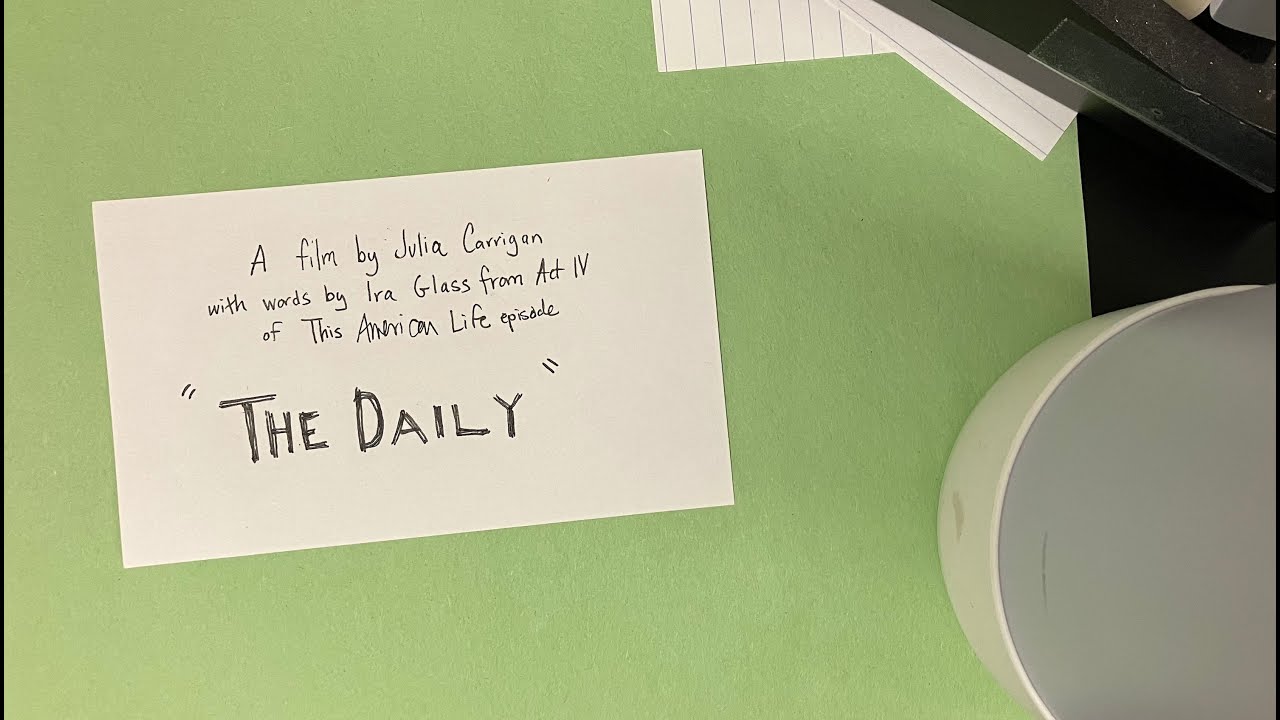 A film by Julia Carrigan
with words by Ira Glass from Act IV
of This American Life episode
"THE DAILY"